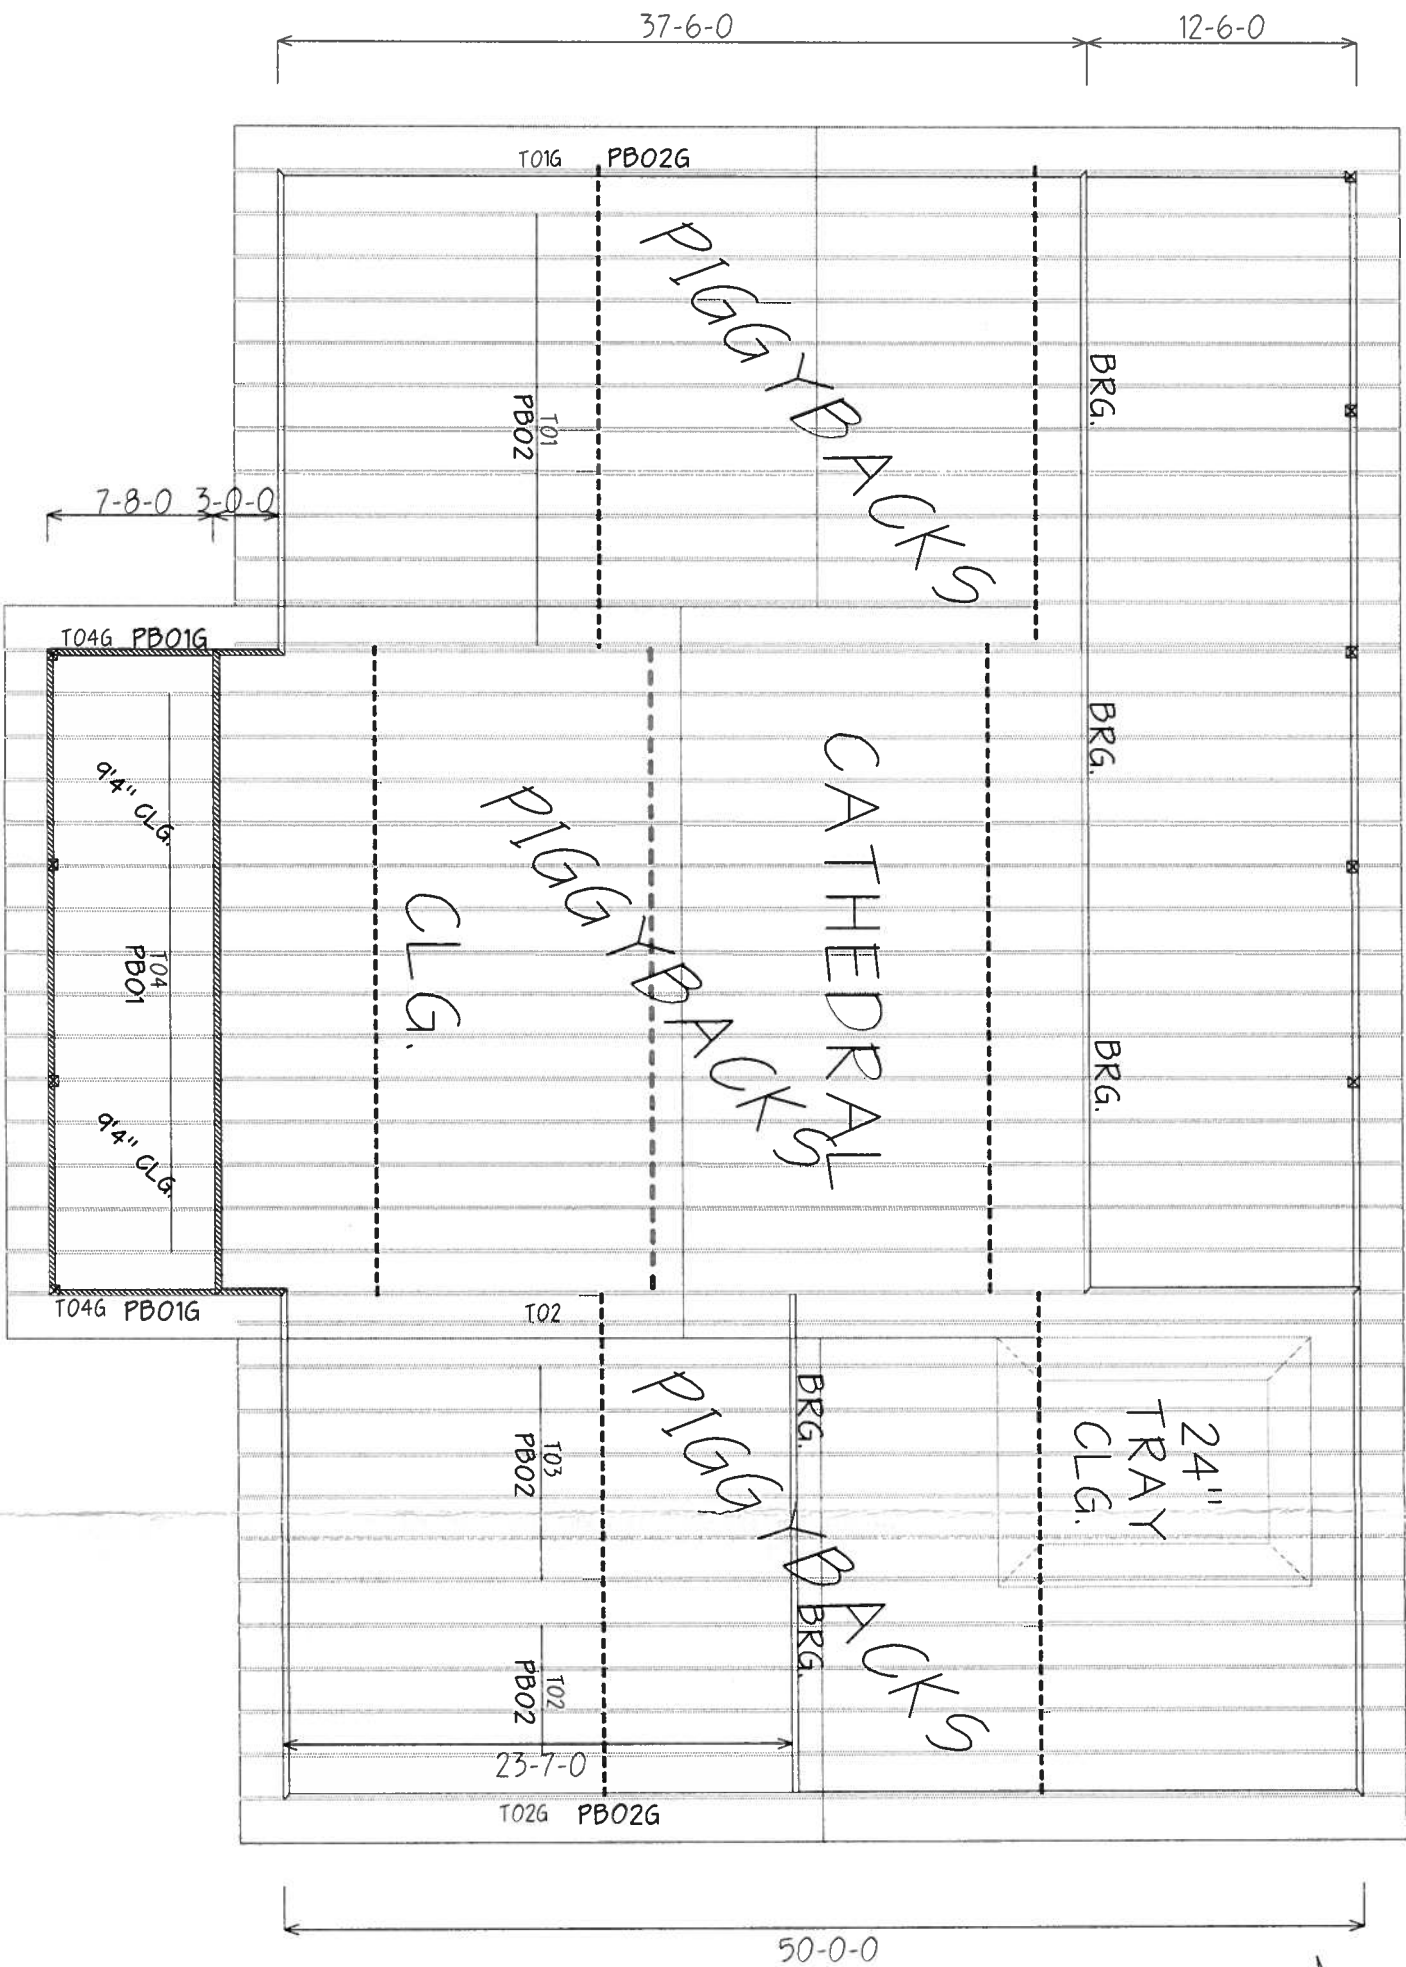 37-6-0
12-6-0
T01G PB02G
PIGGYBACKS
BRG.
T01
PB02
7-8-0
3-0-0
T04G PB01G
BRG.
CATHEDRAL
CLG.
PIGGYBACKS
9'4" CLG.
T04
PB01
BRG.
9'4" CLG.
T04G PB01G
T02
BRG.
PIGGYBACKS
24"
TRAY
CLG.
T03
PB02
BRG.
T02
PB02
23-7-0
T02G PB02G
50-0-0